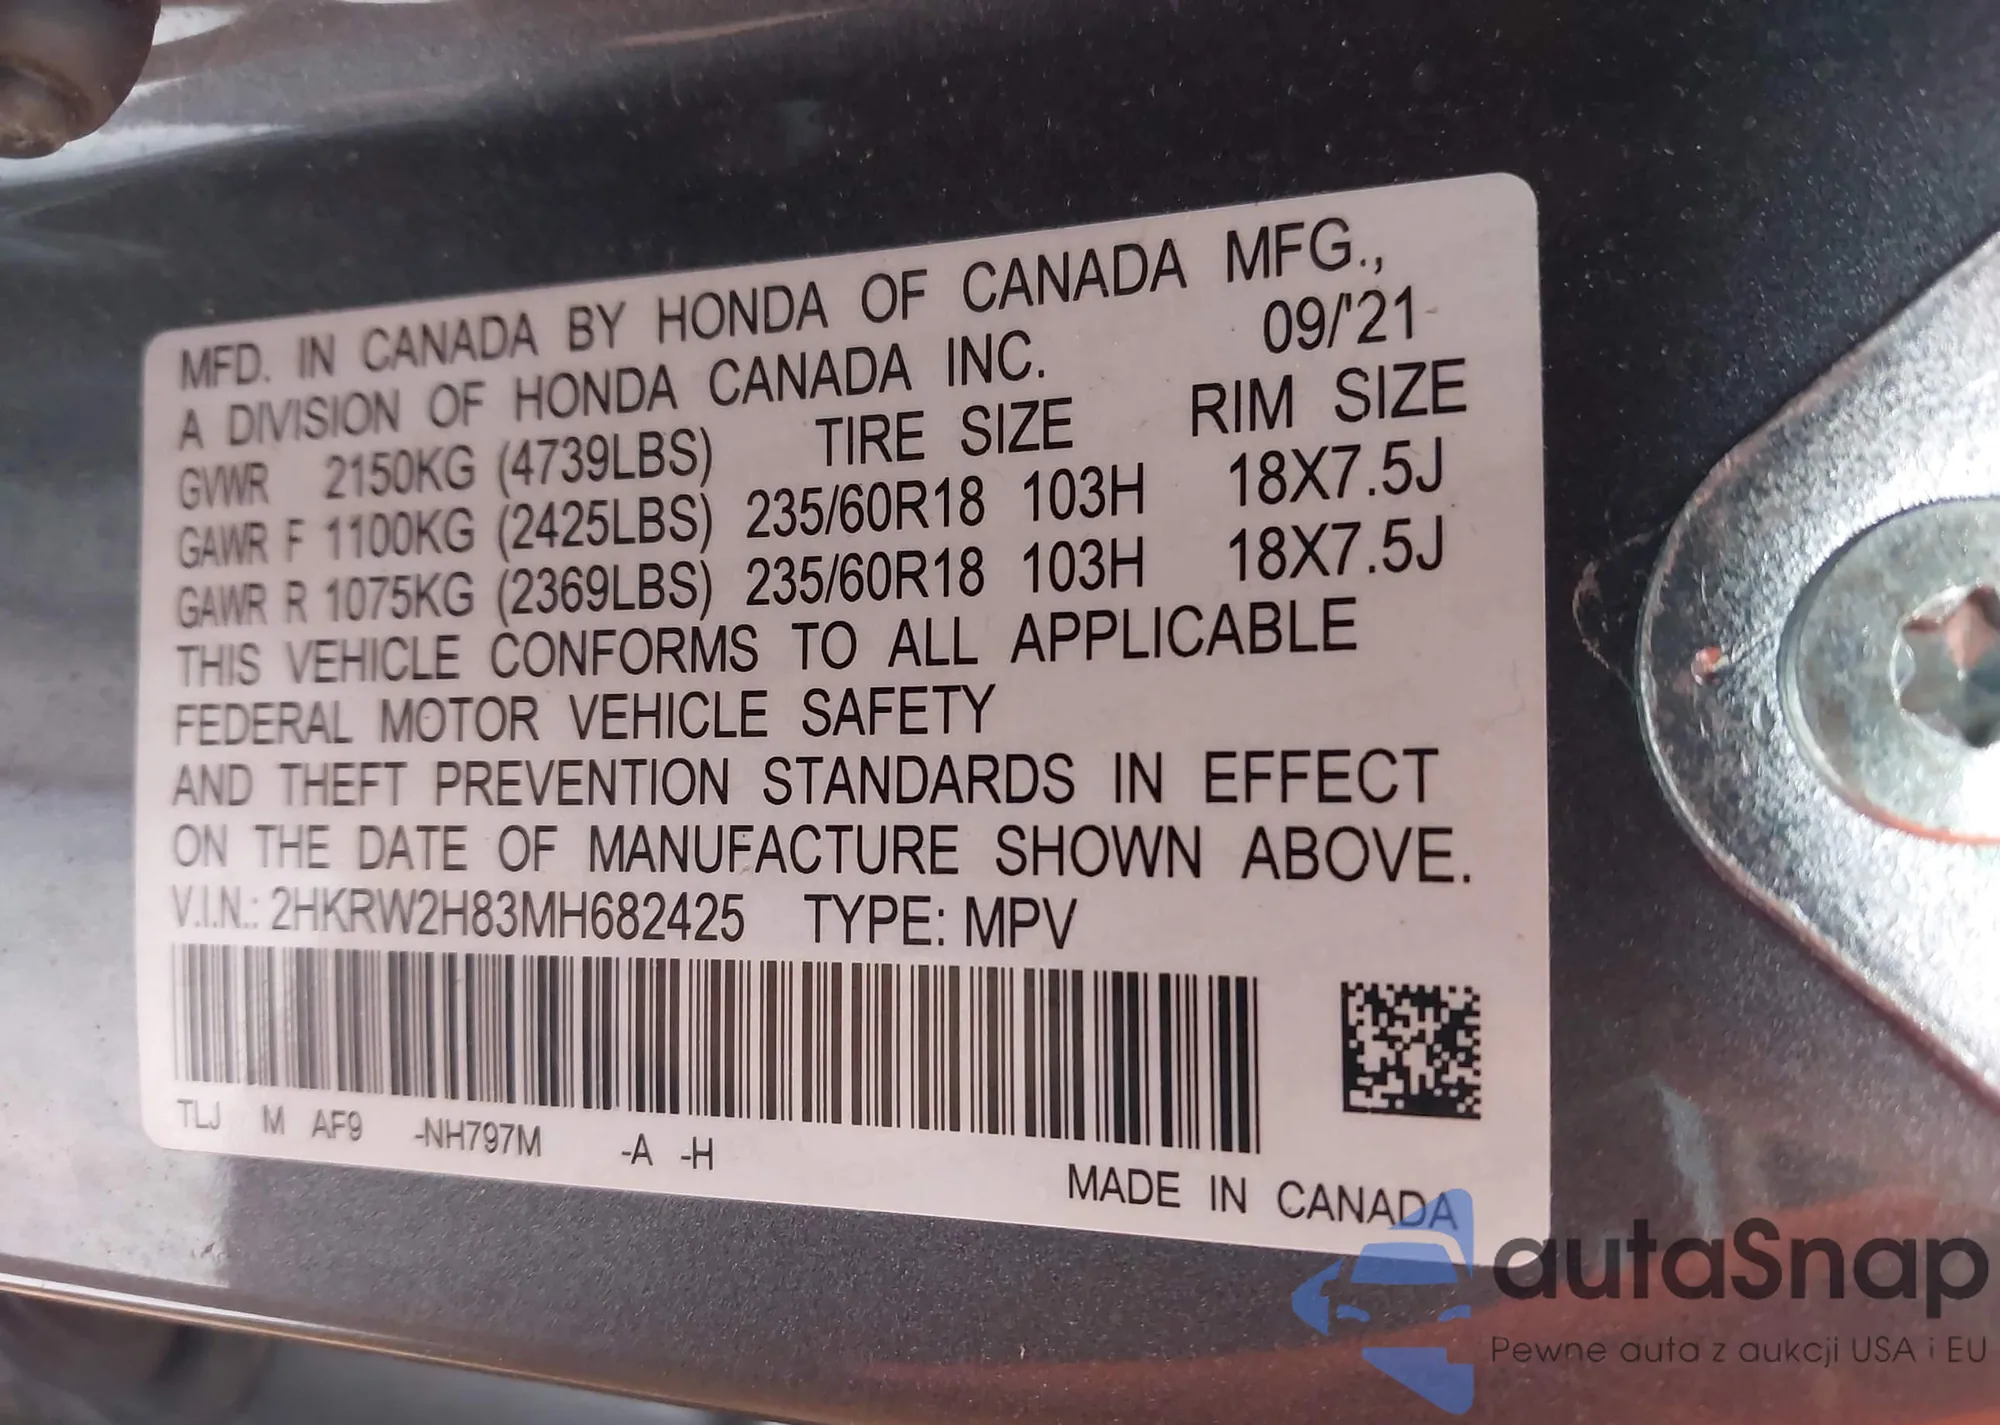 MFD. IN CANADA BY HONDA OF CANADA MFG.,
A DIVISION OF HONDA CANADA INC. 09/'21
GVWR 2150KG (4739LBS) TIRE SIZE RIM SIZE
GAWR F 1100KG (2425LBS) 235/60R18 103H 18X7.5J
GAWR R 1075KG (2369LBS) 235/60R18 103H 18X7.5J
THIS VEHICLE CONFORMS TO ALL APPLICABLE
FEDERAL MOTOR VEHICLE SAFETY
AND THEFT PREVENTION STANDARDS IN EFFECT
ON THE DATE OF MANUFACTURE SHOWN ABOVE.
V.I.N.: 2HKRW2H83MH682425 TYPE: MPV
TLJ M AF9 -NH797M -A -H
MADE IN CANADA
autaSnap
Pewne auta z aukcji USA i EU